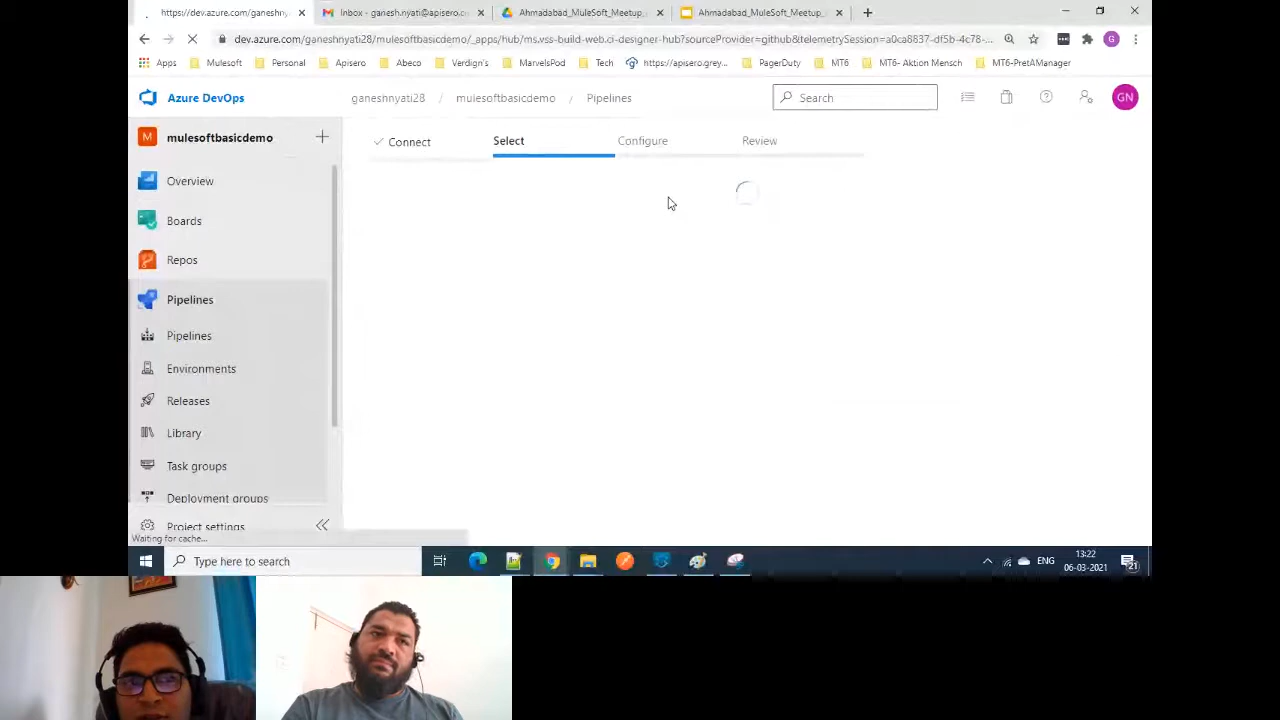 https://dev.azure.com/ganeshny
Inbox - ganesh.nyati@apisero.c
Ahmadabad_MuleSoft_Meetup_
Ahmadabad_MuleSoft_Meetup_
dev.azure.com/ganeshnyati28/mulesoftbasicdemo/_apps/hub/ms.vss-build-web.ci-designer-hub?sourceProvider=github&telemetrySession=a0ca8837-df5b-4c78-...
Apps
Mulesoft
Personal
Apisero
Abeco
Verdign's
MarvelsPod
Tech
https://apisero.grey...
PagerDuty
MT6
MT6- Aktion Mensch
MT6-PretAManager
Azure DevOps
ganeshnyati28 / mulesoftbasicdemo / Pipelines
Search
GN
M
mulesoftbasicdemo
Connect
Select
Configure
Review
Overview
Boards
Repos
Pipelines
Pipelines
Environments
Releases
Library
Task groups
Deployment groups
Project settings
Waiting for cache...
Type here to search
ENG
13:22
06-03-2021
21